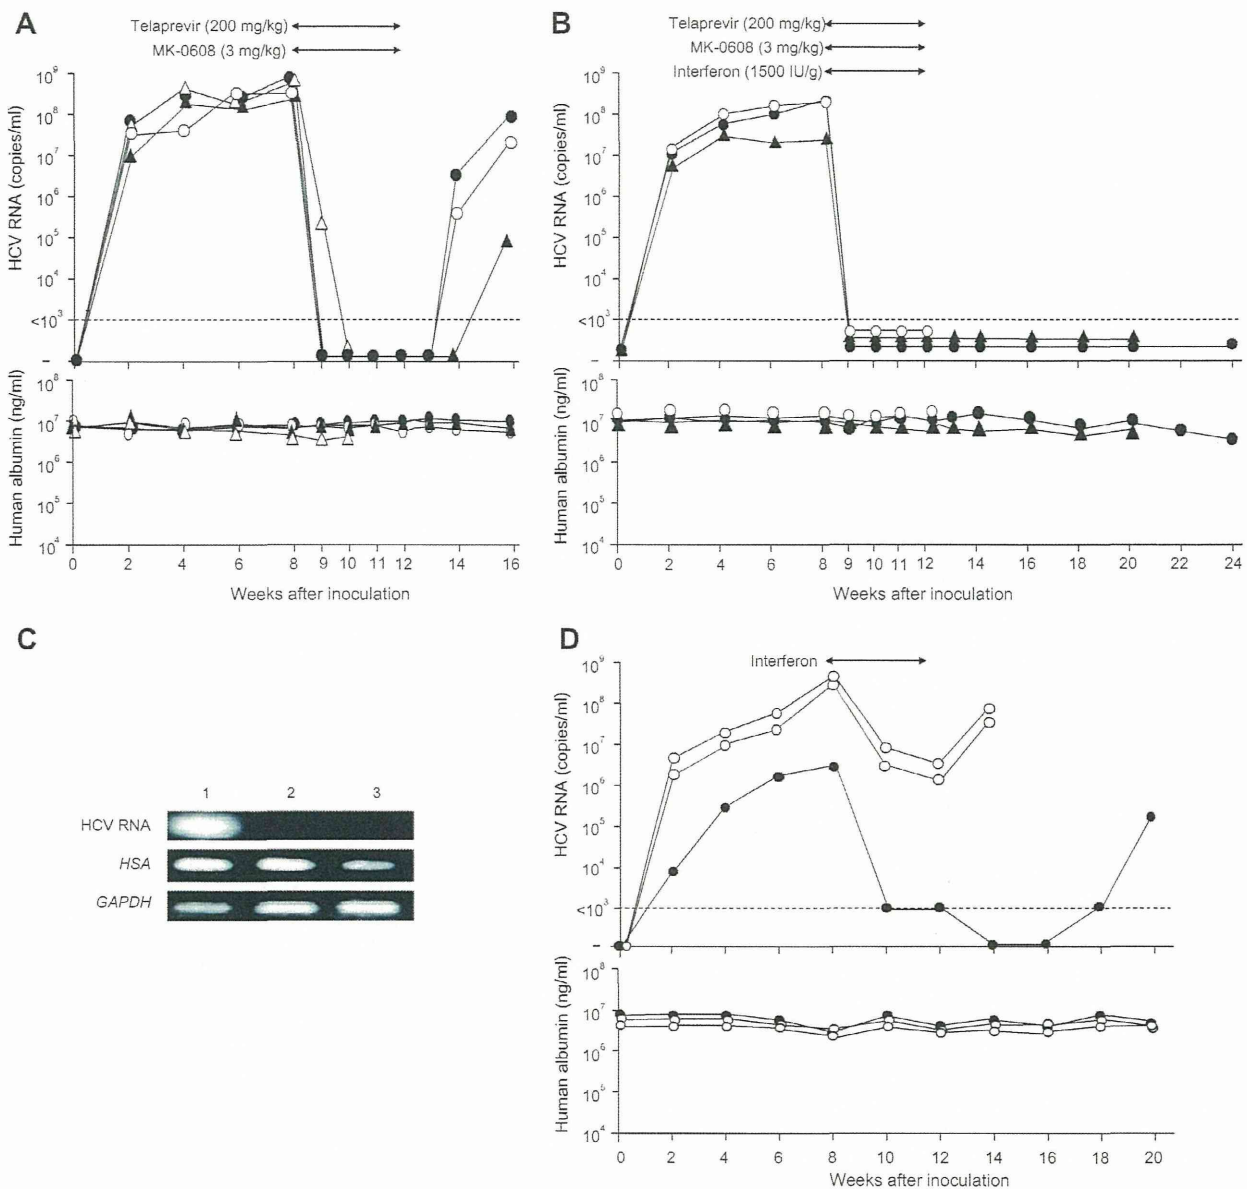 A
Telaprevir (200 mg/kg)
MK-0608 (3 mg/kg)
HCV RNA (copies/ml)
10⁹
10⁸
10⁷
10⁶
10⁵
10⁴
<10³
–
Human albumin (ng/ml)
10⁸
10⁷
10⁶
10⁵
10⁴
0 2 4 6 8 9 10 11 12 14 16
Weeks after inoculation
B
Telaprevir (200 mg/kg)
MK-0608 (3 mg/kg)
Interferon (1500 IU/g)
HCV RNA (copies/ml)
10⁹
10⁸
10⁷
10⁶
10⁵
10⁴
<10³
–
Human albumin (ng/ml)
10⁸
10⁷
10⁶
10⁵
10⁴
0 2 4 6 8 9 10 11 12 14 16 18 20 22 24
Weeks after inoculation
C
1 2 3
HCV RNA
HSA
GAPDH
D
Interferon
HCV RNA (copies/ml)
10⁹
10⁸
10⁷
10⁶
10⁵
10⁴
<10³
–
Human albumin (ng/ml)
10⁸
10⁷
10⁶
10⁵
10⁴
0 2 4 6 8 10 12 14 16 18 20
Weeks after inoculation